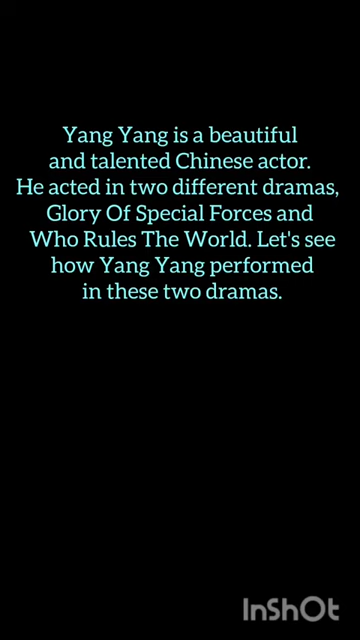 Yang Yang is a beautiful
and talented Chinese actor.
He acted in two different dramas,
Glory Of Special Forces and
Who Rules The World. Let's see
how Yang Yang performed
in these two dramas.
InShOt